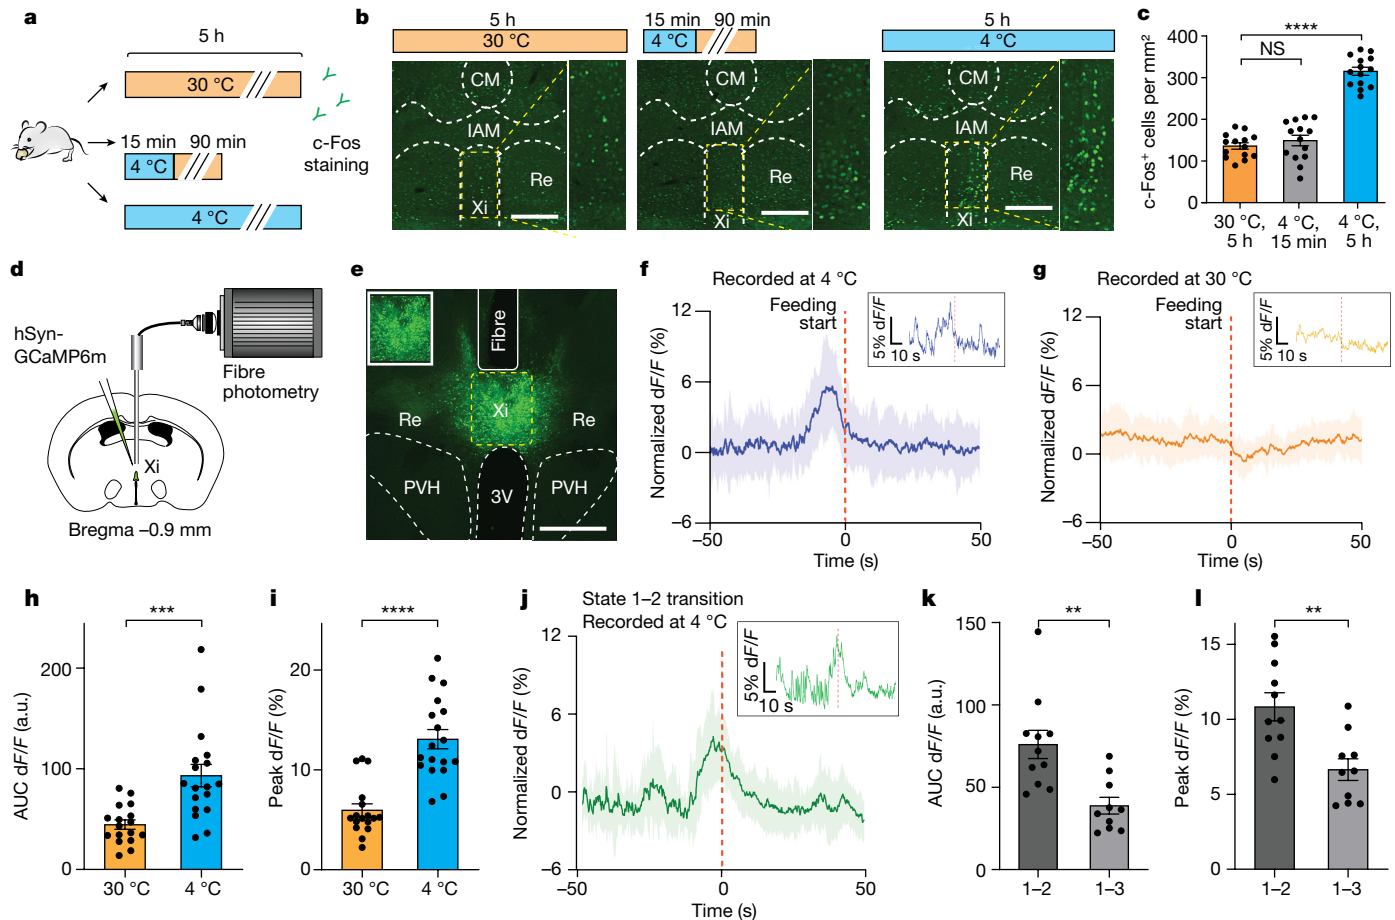 a
5 h
30 °C
15 min
90 min
4 °C
4 °C
c-Fos
staining
b
5 h
30 °C
15 min
90 min
4 °C
5 h
4 °C
CM
IAM
Re
Xi
CM
IAM
Re
Xi
CM
IAM
Re
Xi
c
c-Fos⁺ cells per mm²
400
300
200
100
0
****
NS
30 °C,
5 h
4 °C,
15 min
4 °C,
5 h
d
hSyn-
GCaMP6m
Fibre
photometry
Xi
Bregma –0.9 mm
e
Fibre
Re
Xi
Re
PVH
3V
PVH
f
Recorded at 4 °C
Feeding
start
Normalized dF/F (%)
12
6
0
–6
–50
0
50
Time (s)
5% dF/F
10 s
g
Recorded at 30 °C
Feeding
start
Normalized dF/F (%)
12
6
0
–6
–50
0
50
Time (s)
5% dF/F
10 s
h
AUC dF/F (a.u.)
200
100
0
***
30 °C
4 °C
i
Peak dF/F (%)
20
10
0
****
30 °C
4 °C
j
State 1–2 transition
Recorded at 4 °C
Normalized dF/F (%)
12
6
0
–6
–50
0
50
Time (s)
5% dF/F
10 s
k
AUC dF/F (a.u.)
150
100
50
0
**
1–2
1–3
l
Peak dF/F (%)
15
10
5
0
**
1–2
1–3